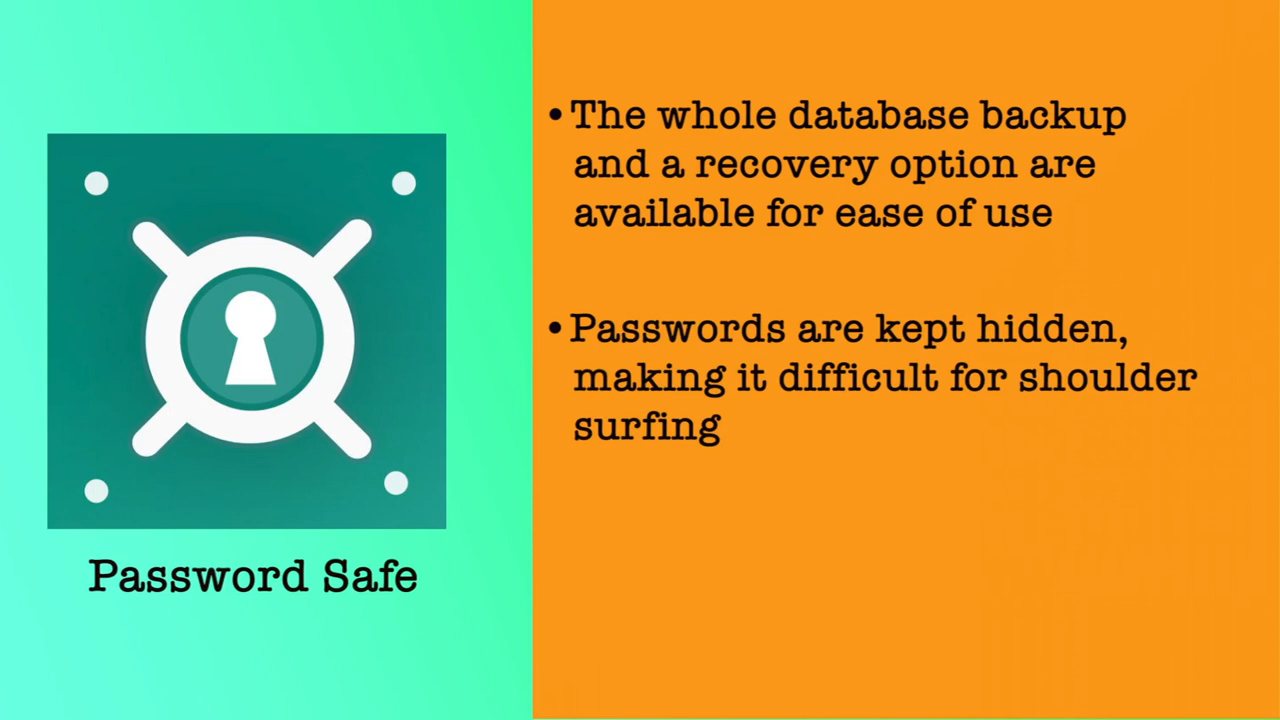 • The whole database backup
and a recovery option are
available for ease of use
• Passwords are kept hidden,
making it difficult for shoulder
surfing
Password Safe